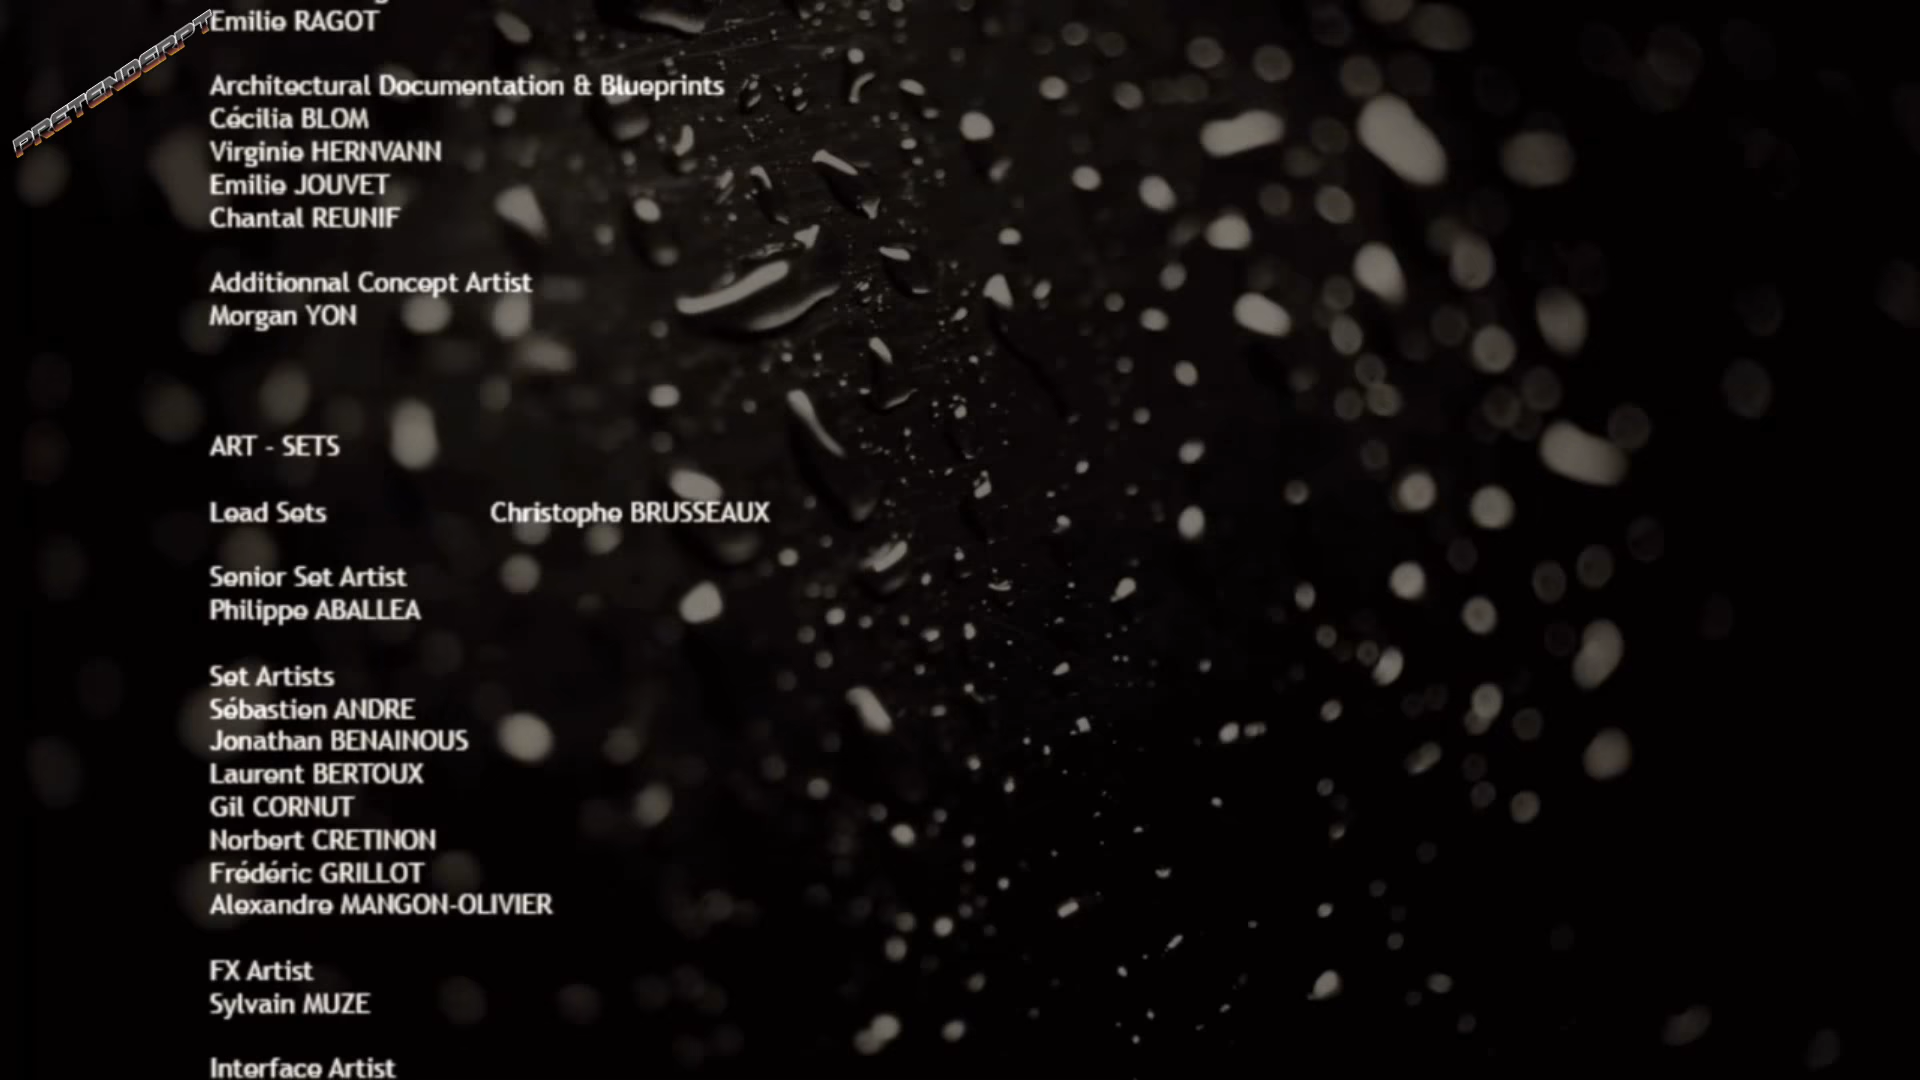 PRETENDERPT
Emilie RAGOT
Architectural Documentation & Blueprints
Cécilia BLOM
Virginie HERNVANN
Emilie JOUVET
Chantal REUNIF
Additionnal Concept Artist
Morgan YON
ART - SETS
Lead Sets Christophe BRUSSEAUX
Senior Set Artist
Philippe ABALLEA
Set Artists
Sébastien ANDRE
Jonathan BENAINOUS
Laurent BERTOUX
Gil CORNUT
Norbert CRETINON
Frédéric GRILLOT
Alexandre MANGON-OLIVIER
FX Artist
Sylvain MUZE
Interface Artist